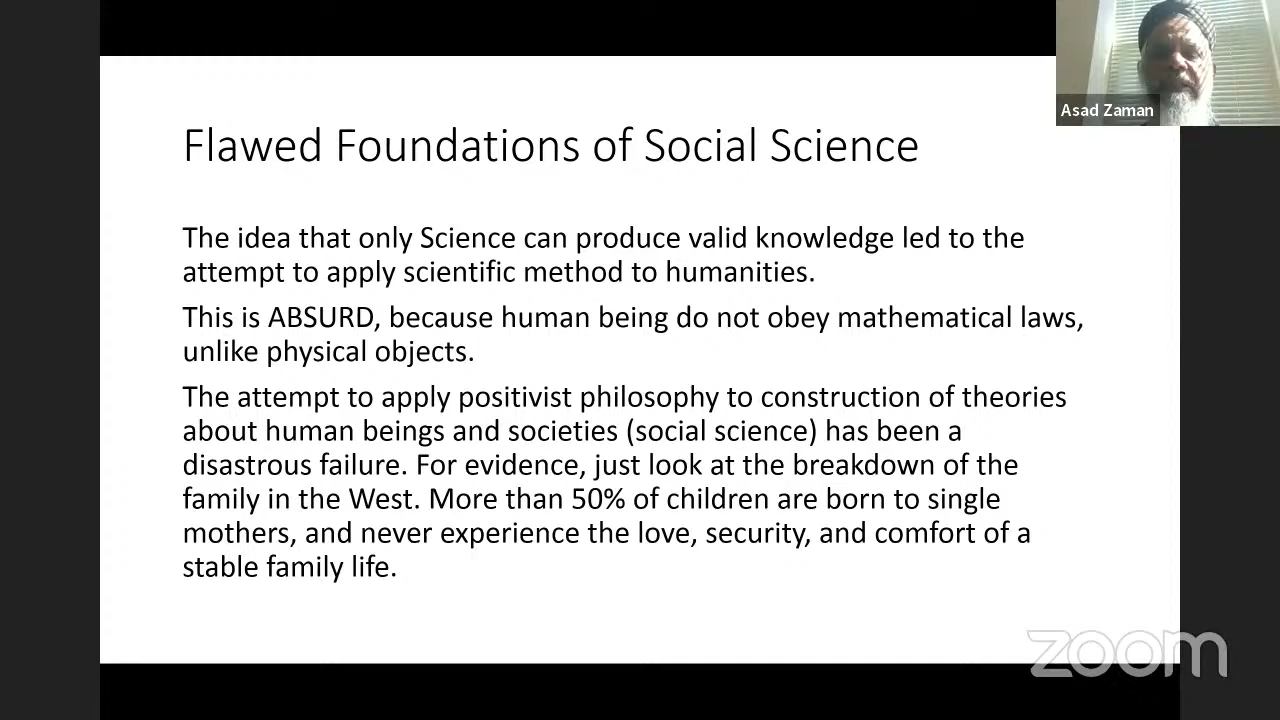 Asad Zaman
Flawed Foundations of Social Science
The idea that only Science can produce valid knowledge led to the
attempt to apply scientific method to humanities.
This is ABSURD, because human being do not obey mathematical laws,
unlike physical objects.
The attempt to apply positivist philosophy to construction of theories
about human beings and societies (social science) has been a
disastrous failure. For evidence, just look at the breakdown of the
family in the West. More than 50% of children are born to single
mothers, and never experience the love, security, and comfort of a
stable family life.
zoom